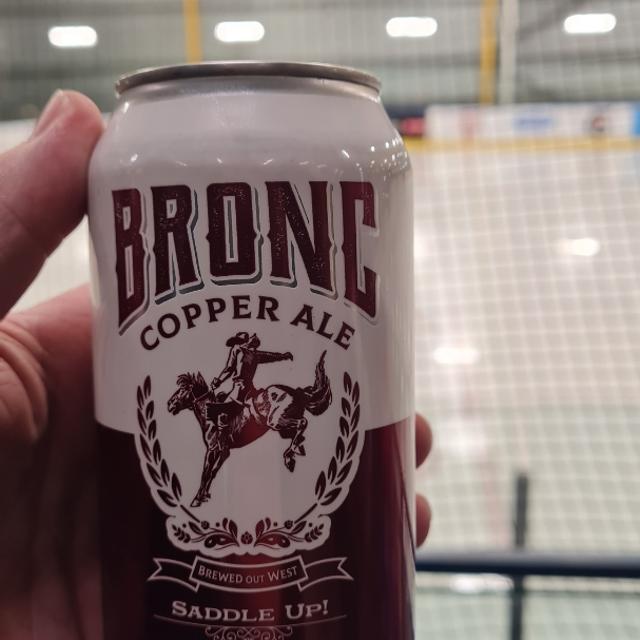 BRONC
COPPER ALE
BREWED OUT WEST
SADDLE UP!